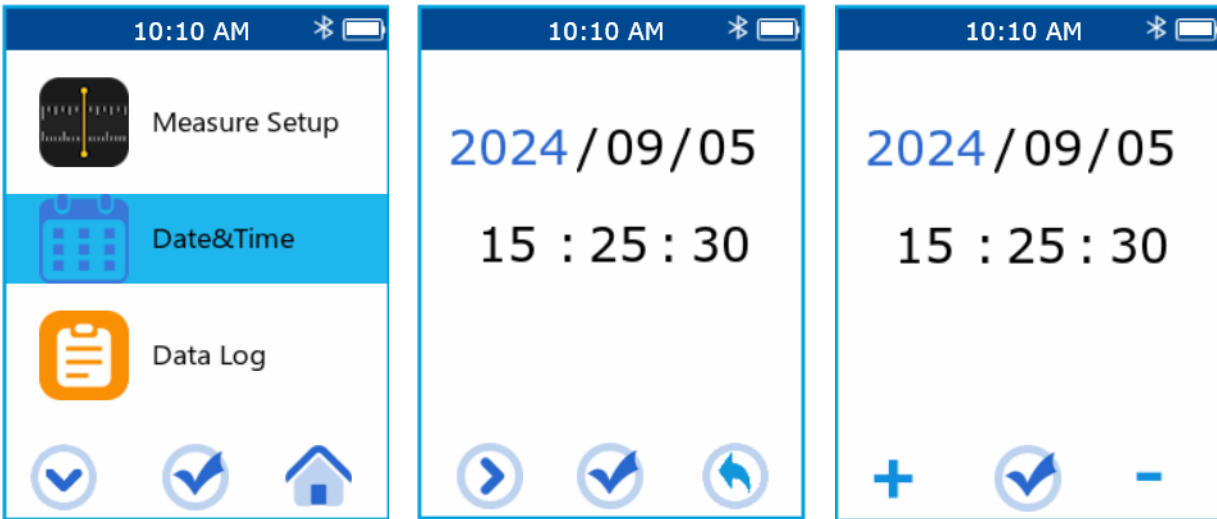 10:10 AM
Measure Setup
Date&Time
Data Log
10:10 AM
2024/09/05
15 : 25 : 30
10:10 AM
2024/09/05
15 : 25 : 30
+ -